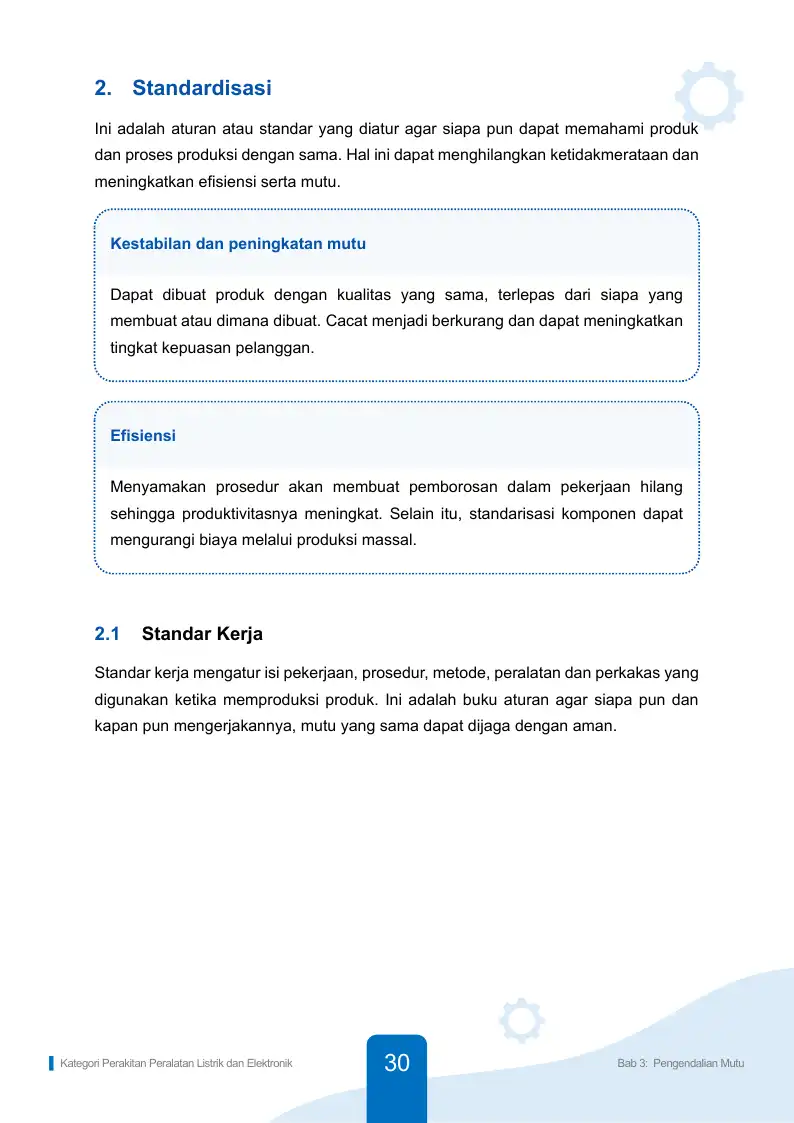 2. Standardisasi
Ini adalah aturan atau standar yang diatur agar siapa pun dapat memahami produk
dan proses produksi dengan sama. Hal ini dapat menghilangkan ketidakmerataan dan
meningkatkan efisiensi serta mutu.
Kestabilan dan peningkatan mutu
Dapat dibuat produk dengan kualitas yang sama, terlepas dari siapa yang
membuat atau dimana dibuat. Cacat menjadi berkurang dan dapat meningkatkan
tingkat kepuasan pelanggan.
Efisiensi
Menyamakan prosedur akan membuat pemborosan dalam pekerjaan hilang
sehingga produktivitasnya meningkat. Selain itu, standarisasi komponen dapat
mengurangi biaya melalui produksi massal.
2.1 Standar Kerja
Standar kerja mengatur isi pekerjaan, prosedur, metode, peralatan dan perkakas yang
digunakan ketika memproduksi produk. Ini adalah buku aturan agar siapa pun dan
kapan pun mengerjakannya, mutu yang sama dapat dijaga dengan aman.
Kategori Perakitan Peralatan Listrik dan Elektronik
30
Bab 3: Pengendalian Mutu